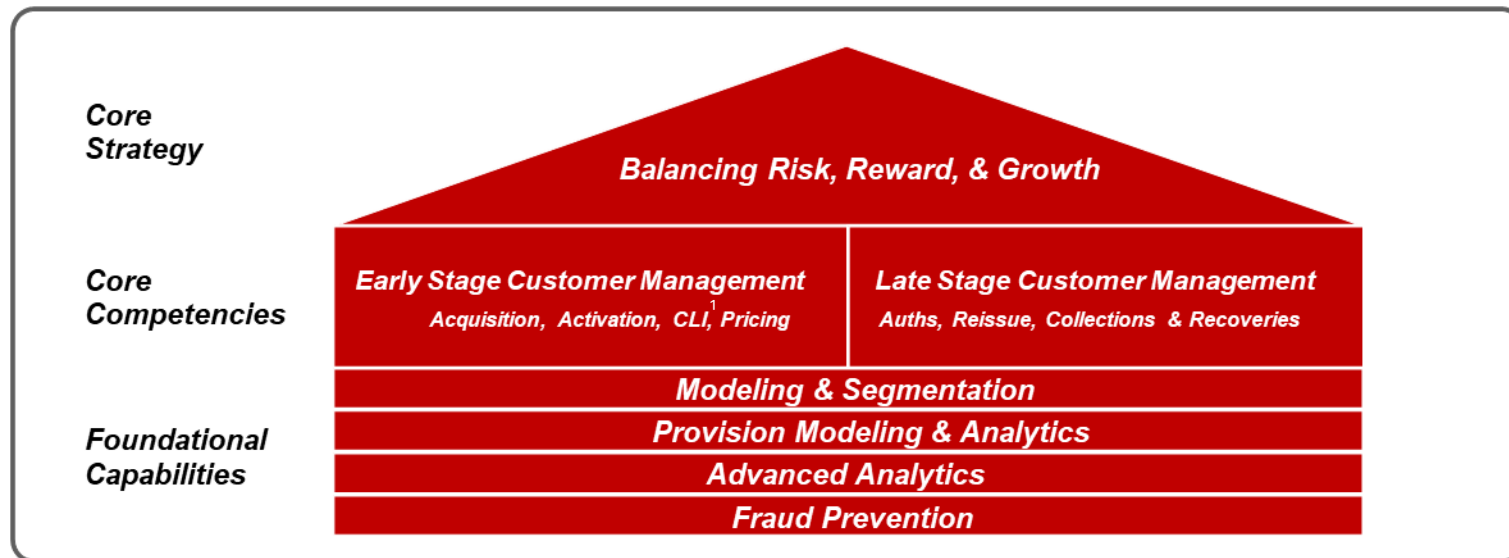 Core
Strategy
Balancing Risk, Reward, & Growth
Core
Competencies
Early Stage Customer Management
Acquisition, Activation, CLI,1 Pricing
Late Stage Customer Management
Auths, Reissue, Collections & Recoveries
Foundational
Capabilities
Modeling & Segmentation
Provision Modeling & Analytics
Advanced Analytics
Fraud Prevention